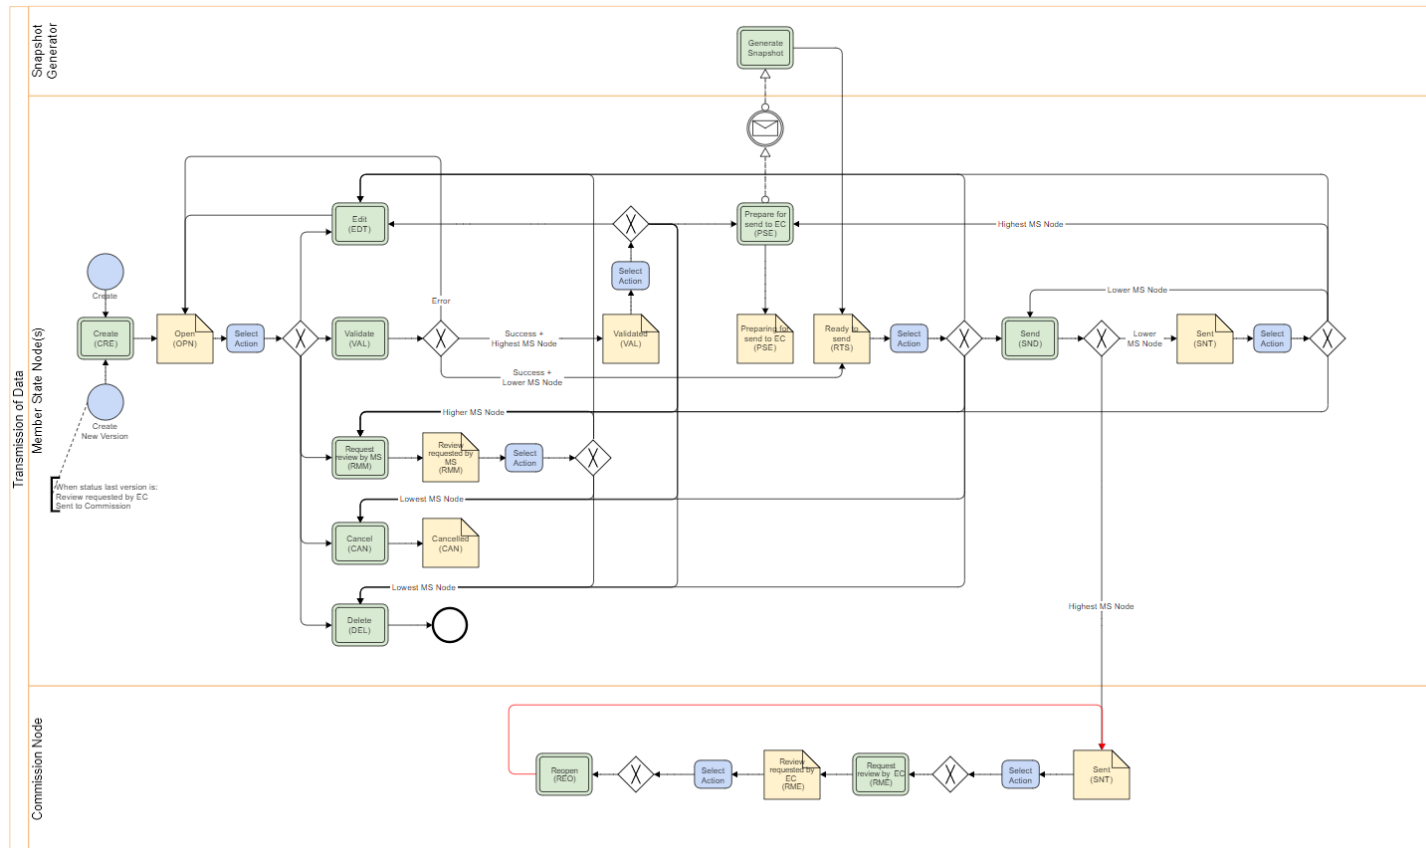 Transmission of Data
Snapshot
Generator
Generate
Snapshot
Member State Node(s)
Create
Create
(CRE)
Create
New Version
When status last version is:
Review requested by EC
Sent to Commission
Open
(OPN)
Select
Action
Edit
(EDT)
Validate
(VAL)
Error
Success +
Highest MS Node
Success +
Lower MS Node
Validated
(VAL)
Select
Action
Prepare for
send to EC
(PSE)
Preparing for
send to EC
(PSE)
Ready to
send
(RTS)
Select
Action
Highest MS Node
Lower MS Node
Send
(SND)
Lower
MS Node
Sent
(SNT)
Select
Action
Higher MS Node
Request
review by MS
(RMM)
Review
requested by
MS
(RMM)
Select
Action
Lowest MS Node
Cancel
(CAN)
Cancelled
(CAN)
Lowest MS Node
Delete
(DEL)
Highest MS Node
Commission Node
Reopen
(REO)
Select
Action
Review
requested by
EC
(RME)
Request
review by EC
(RME)
Select
Action
Sent
(SNT)